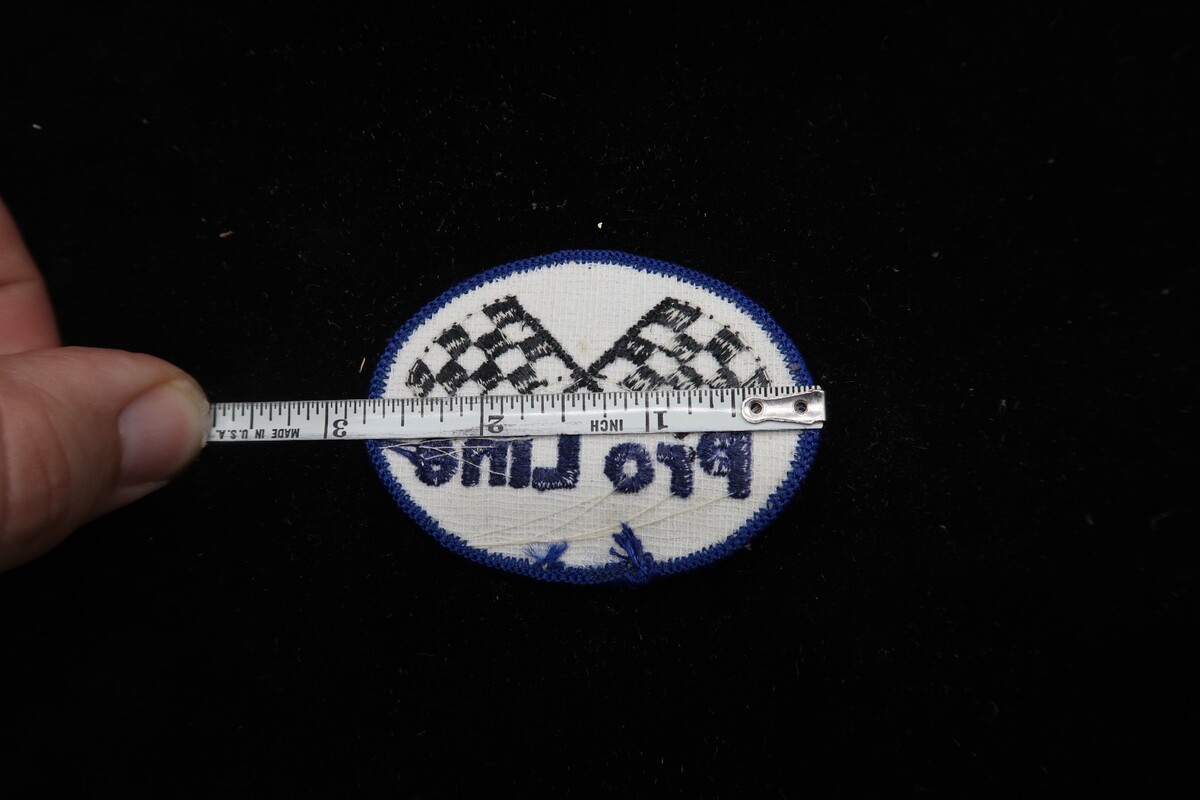 1 INCH 2 3 MADE IN U.S.A.
pro line